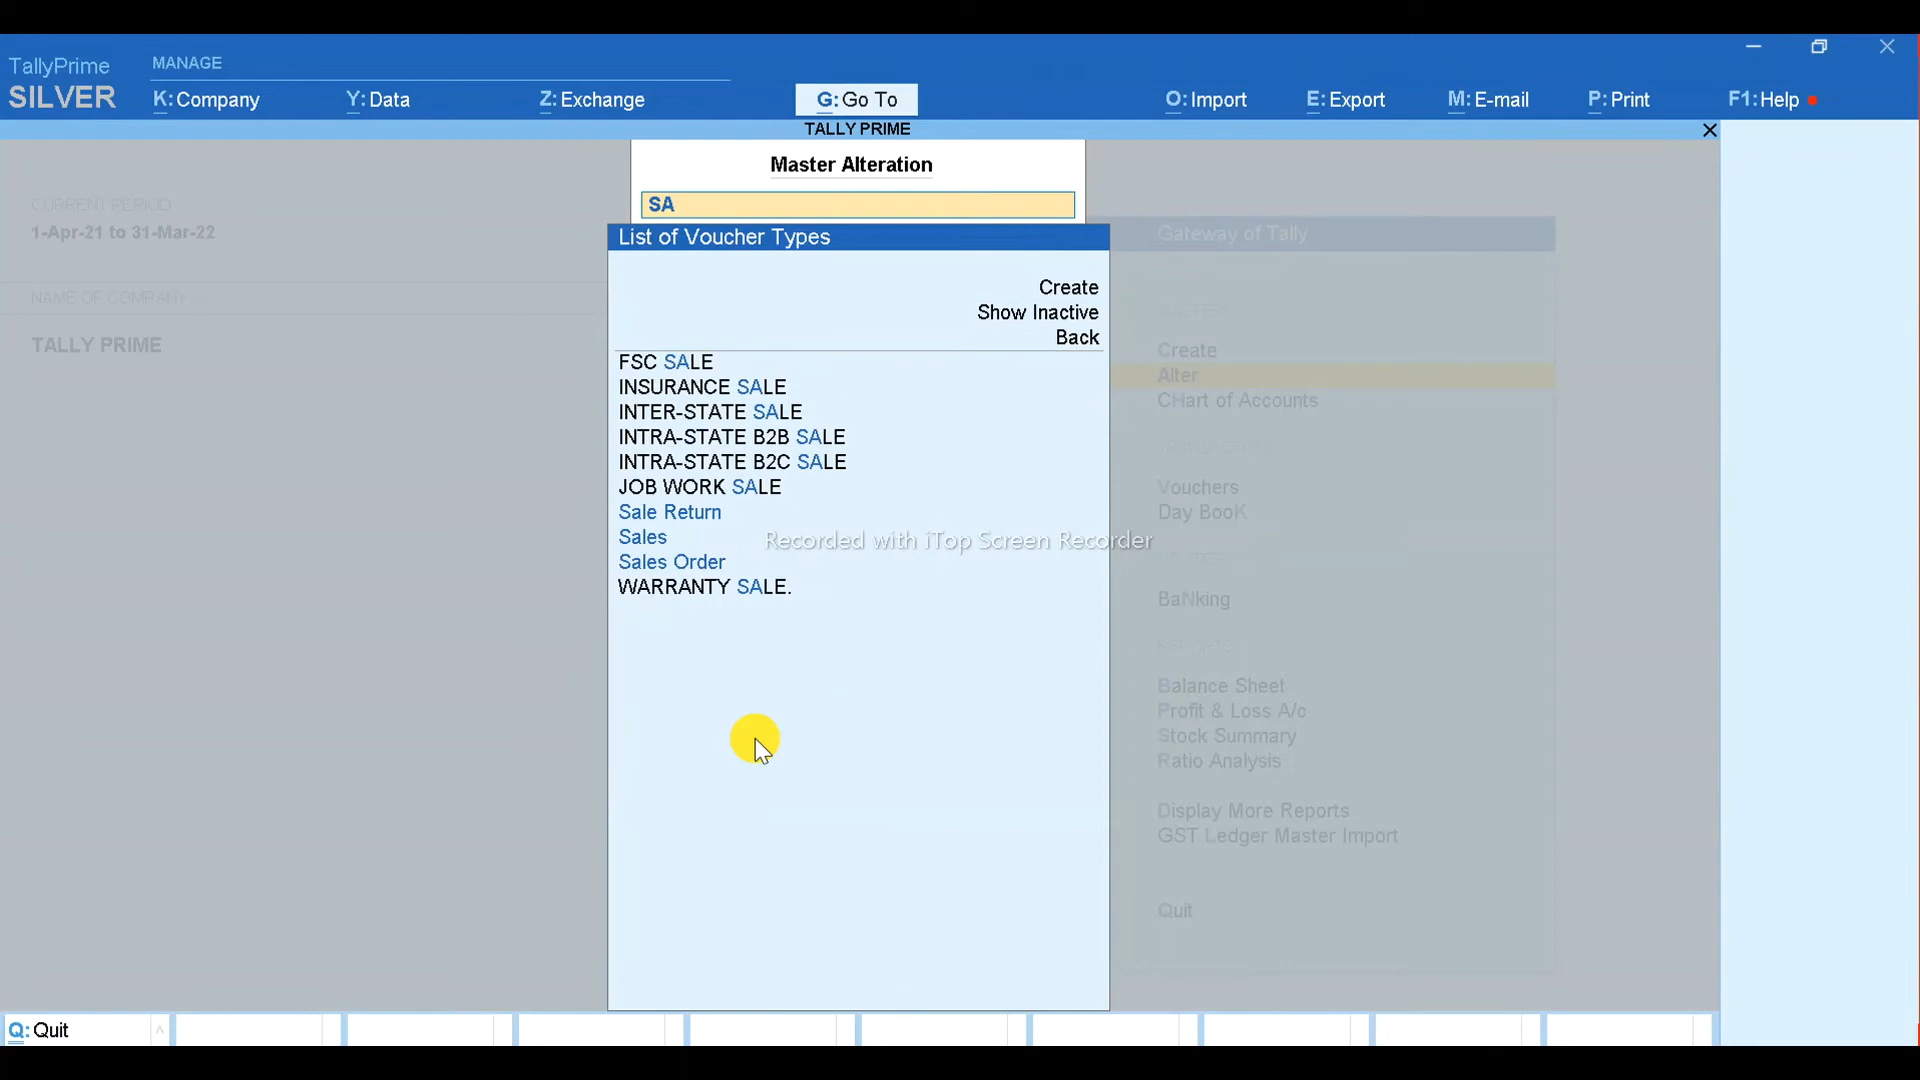 TallyPrime
SILVER
MANAGE
K: Company
Y: Data
Z: Exchange
G: Go To
O: Import
E: Export
M: E-mail
P: Print
F1: Help
TALLY PRIME
Master Alteration
SA
List of Voucher Types
Create
Show Inactive
Back
FSC SALE
INSURANCE SALE
INTER-STATE SALE
INTRA-STATE B2B SALE
INTRA-STATE B2C SALE
JOB WORK SALE
Sale Return
Sales
Sales Order
WARRANTY SALE.
CURRENT PERIOD
1-Apr-21 to 31-Mar-22
NAME OF COMPANY
TALLY PRIME
Gateway of Tally
MASTERS
Create
Alter
CHart of Accounts
Vouchers
Day BooK
BaNking
REPORTS
Balance Sheet
Profit & Loss A/c
Stock Summary
Ratio Analysis
Display More Reports
GST Ledger Master Import
Quit
Recorded with iTop Screen Recorder
Q: Quit